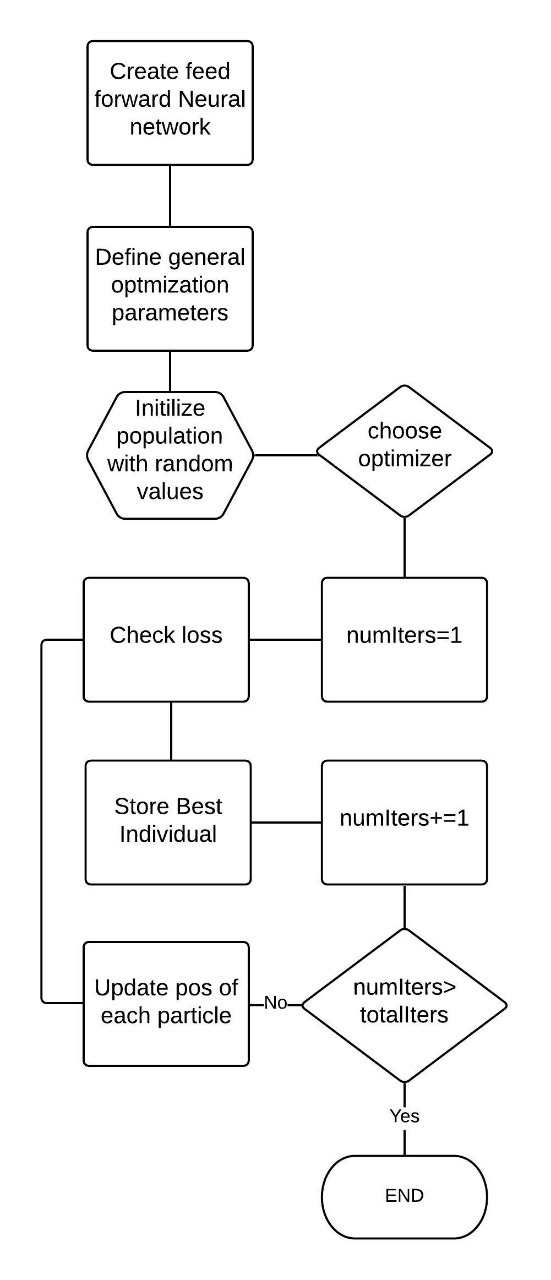 Create feed
forward Neural
network
Define general
optmization
parameters
Initilize
population
with random
values
choose
optimizer
numIters=1
Check loss
Store Best
Individual
numIters+=1
numIters>
totalIters
No
Update pos of
each particle
Yes
END